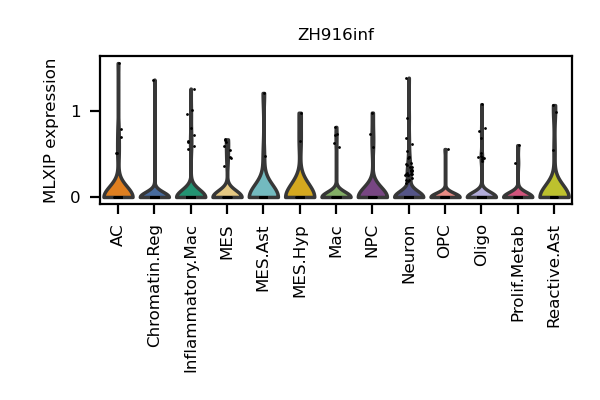 ZH916inf
MLXIP expression
1
0
AC
Chromatin.Reg
Inflammatory.Mac
MES
MES.Ast
MES.Hyp
Mac
NPC
Neuron
OPC
Oligo
Prolif.Metab
Reactive.Ast